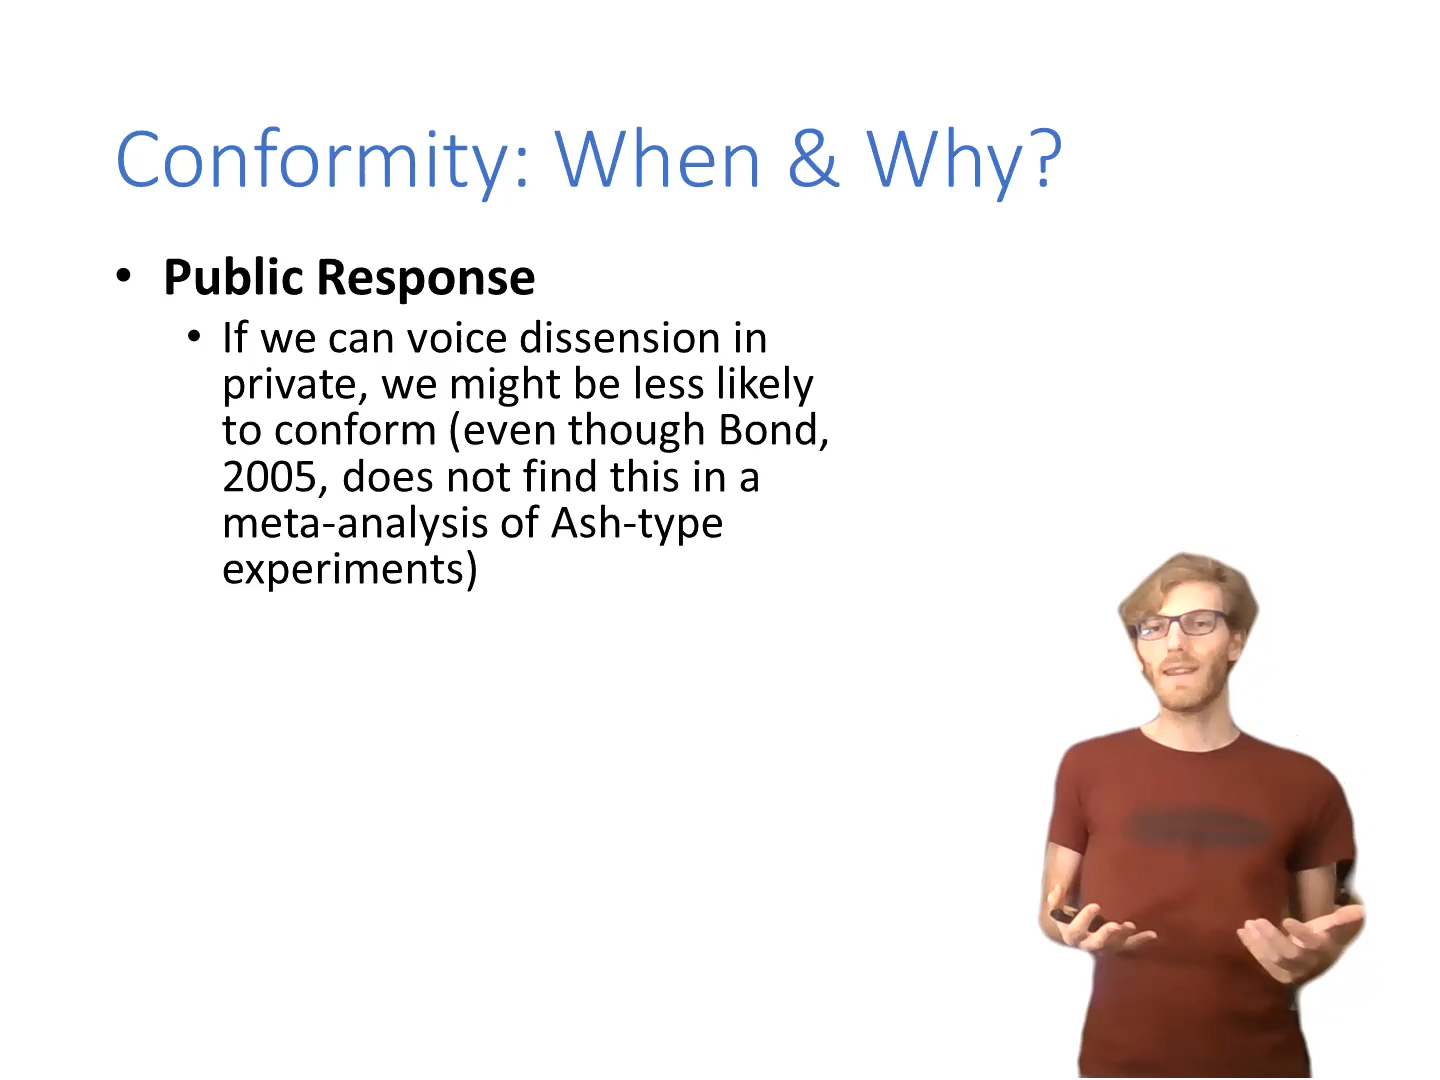 Conformity: When & Why?
• Public Response
• If we can voice dissension in
private, we might be less likely
to conform (even though Bond,
2005, does not find this in a
meta-analysis of Ash-type
experiments)